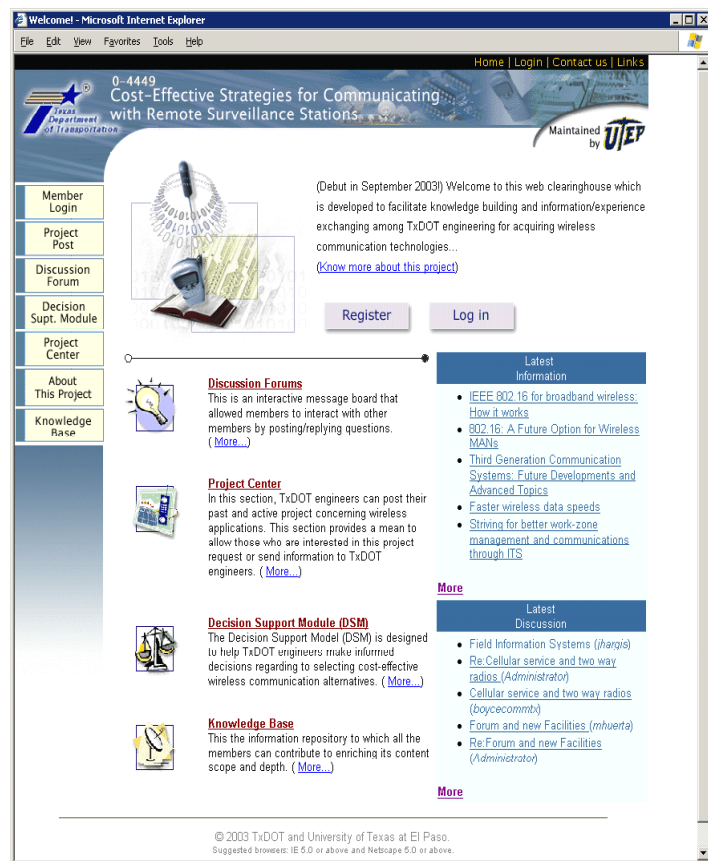 Welcome! - Microsoft Internet Explorer
File Edit View Favorites Tools Help
Home | Login | Contact us | Links
0-4449
Cost-Effective Strategies for Communicating
with Remote Surveillance Stations
Texas
Department
of Transportation
Maintained
by UTEP
Member
Login
Project
Post
Discussion
Forum
Decision
Supt. Module
Project
Center
About
This Project
Knowledge
Base
(Debut in September 2003!) Welcome to this web clearinghouse which
is developed to facilitate knowledge building and information/experience
exchanging among TxDOT engineering for acquiring wireless
communication technologies...
(Know more about this project)
Register Log in
Discussion Forums
This is an interactive message board that
allowed members to interact with other
members by posting/replying questions.
( More...)
Project Center
In this section, TxDOT engineers can post their
past and active project concerning wireless
applications. This section provides a mean to
allow those who are interested in this project
request or send information to TxDOT
engineers. ( More...)
Decision Support Module (DSM)
The Decision Support Model (DSM) is designed
to help TxDOT engineers make informed
decisions regarding to selecting cost-effective
wireless communication alternatives. ( More...)
Knowledge Base
This the information repository to which all the
members can contribute to enriching its content
scope and depth. ( More...)
Latest
Information
IEEE 802.16 for broadband wireless:
How it works
802.16: A Future Option for Wireless
MANs
Third Generation Communication
Systems: Future Developments and
Advanced Topics
Faster wireless data speeds
Striving for better work-zone
management and communications
through ITS
More
Latest
Discussion
Field Information Systems (jhargis)
Re:Cellular service and two way
radios (Administrator)
Cellular service and two way radios
(boycecommtx)
Forum and new Facilities (mhuerta)
Re:Forum and new Facilities
(Administrator)
More
© 2003 TxDOT and University of Texas at El Paso.
Suggested browsers: IE 5.0 or above and Netscape 6.0 or above.